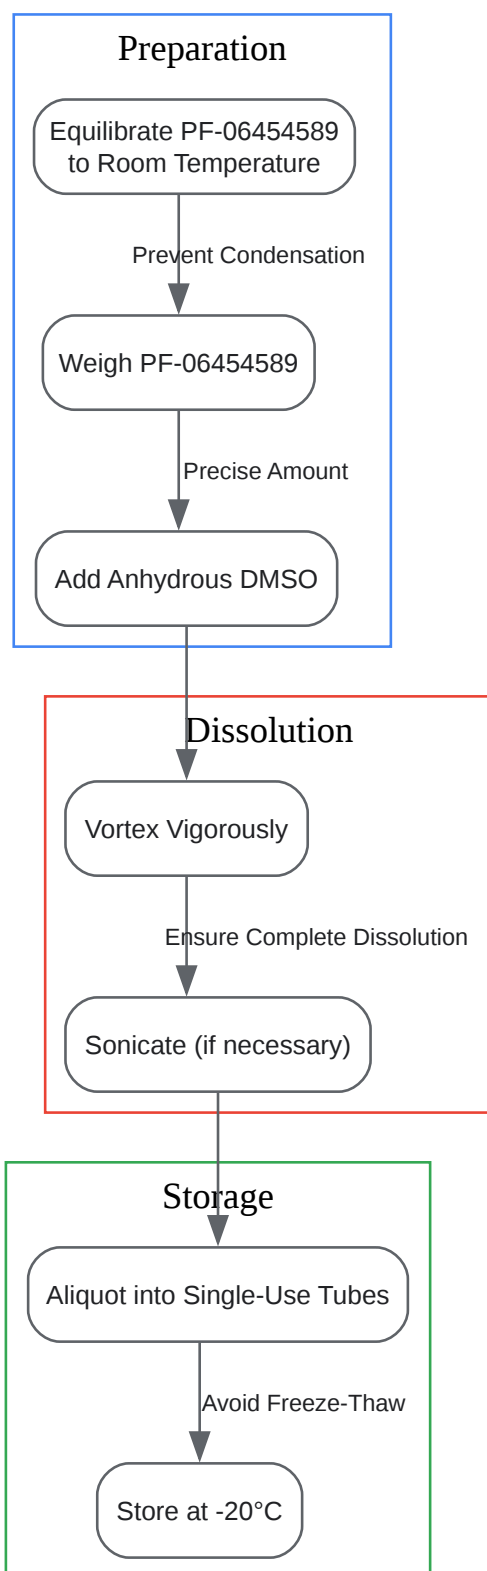 Preparation
Equilibrate PF-06454589
to Room Temperature
Prevent Condensation
Weigh PF-06454589
Precise Amount
Add Anhydrous DMSO
Dissolution
Vortex Vigorously
Ensure Complete Dissolution
Sonicate (if necessary)
Storage
Aliquot into Single-Use Tubes
Avoid Freeze-Thaw
Store at -20°C